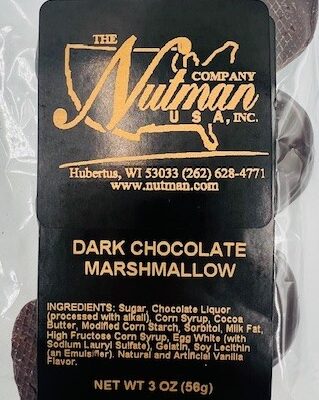 THE
Nutman
COMPANY
USA, INC.
Hubertus, WI 53033 (262) 628-4771
www.nutman.com
DARK CHOCOLATE
MARSHMALLOW
INGREDIENTS: Sugar, Chocolate Liquor
(processed with alkali), Corn Syrup, Cocoa
Butter, Modified Corn Starch, Sorbitol, Milk Fat,
High Fructose Corn Syrup, Egg White (with
Sodium Lauryl Sulfate), Gelatin, Soy Lecithin
(an Emulsifier). Natural and Artificial Vanilla
Flavor.
NET WT 3 OZ (56g)